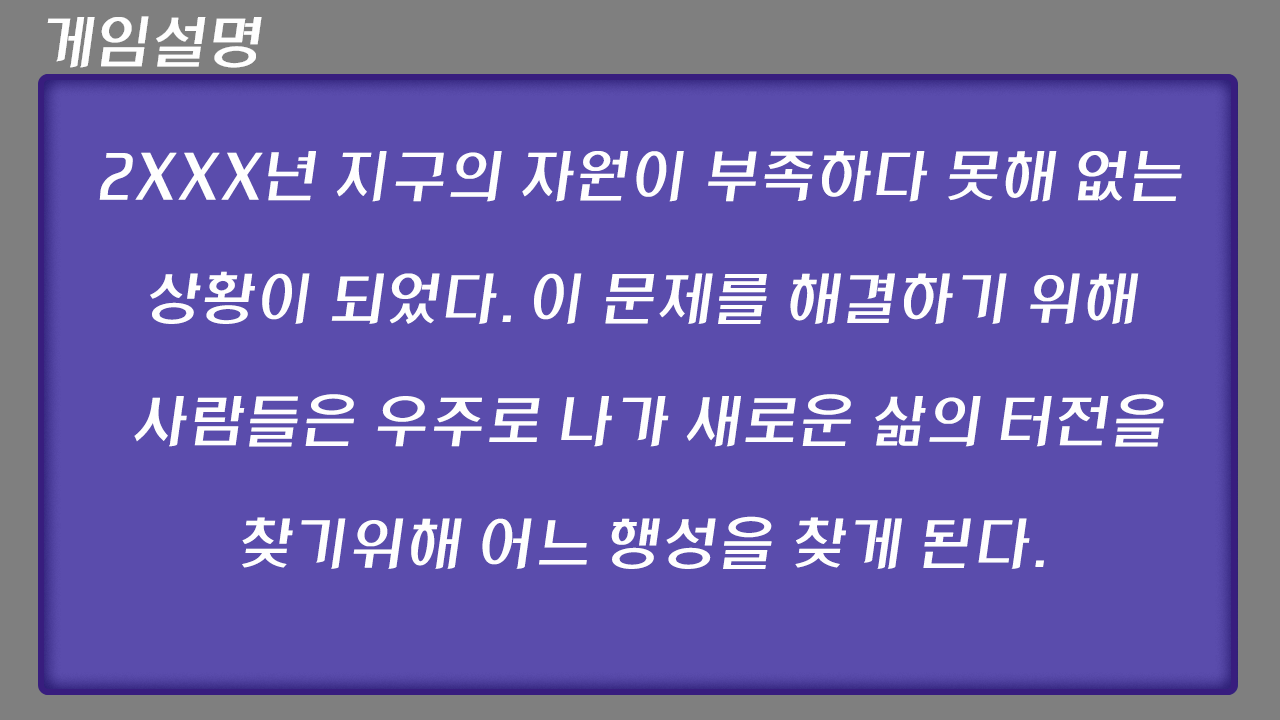 게임설명
2XXX년 지구의 자원이 부족하다 못해 없는
상황이 되었다. 이 문제를 해결하기 위해
사람들은 우주로 나가 새로운 삶의 터전을
찾기위해 어느 행성을 찾게 된다.